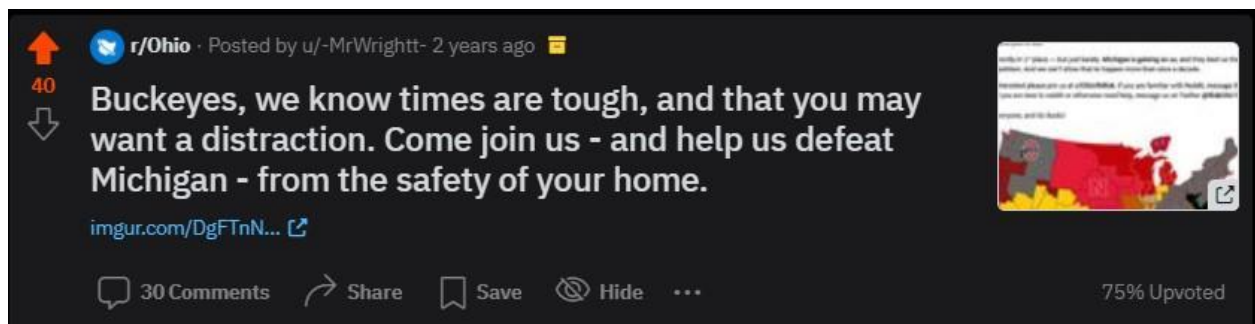 r/Ohio · Posted by u/-MrWrightt- 2 years ago
40
Buckeyes, we know times are tough, and that you may
want a distraction. Come join us - and help us defeat
Michigan - from the safety of your home.
imgur.com/DgFTnN...
30 Comments Share Save Hide ...
75% Upvoted